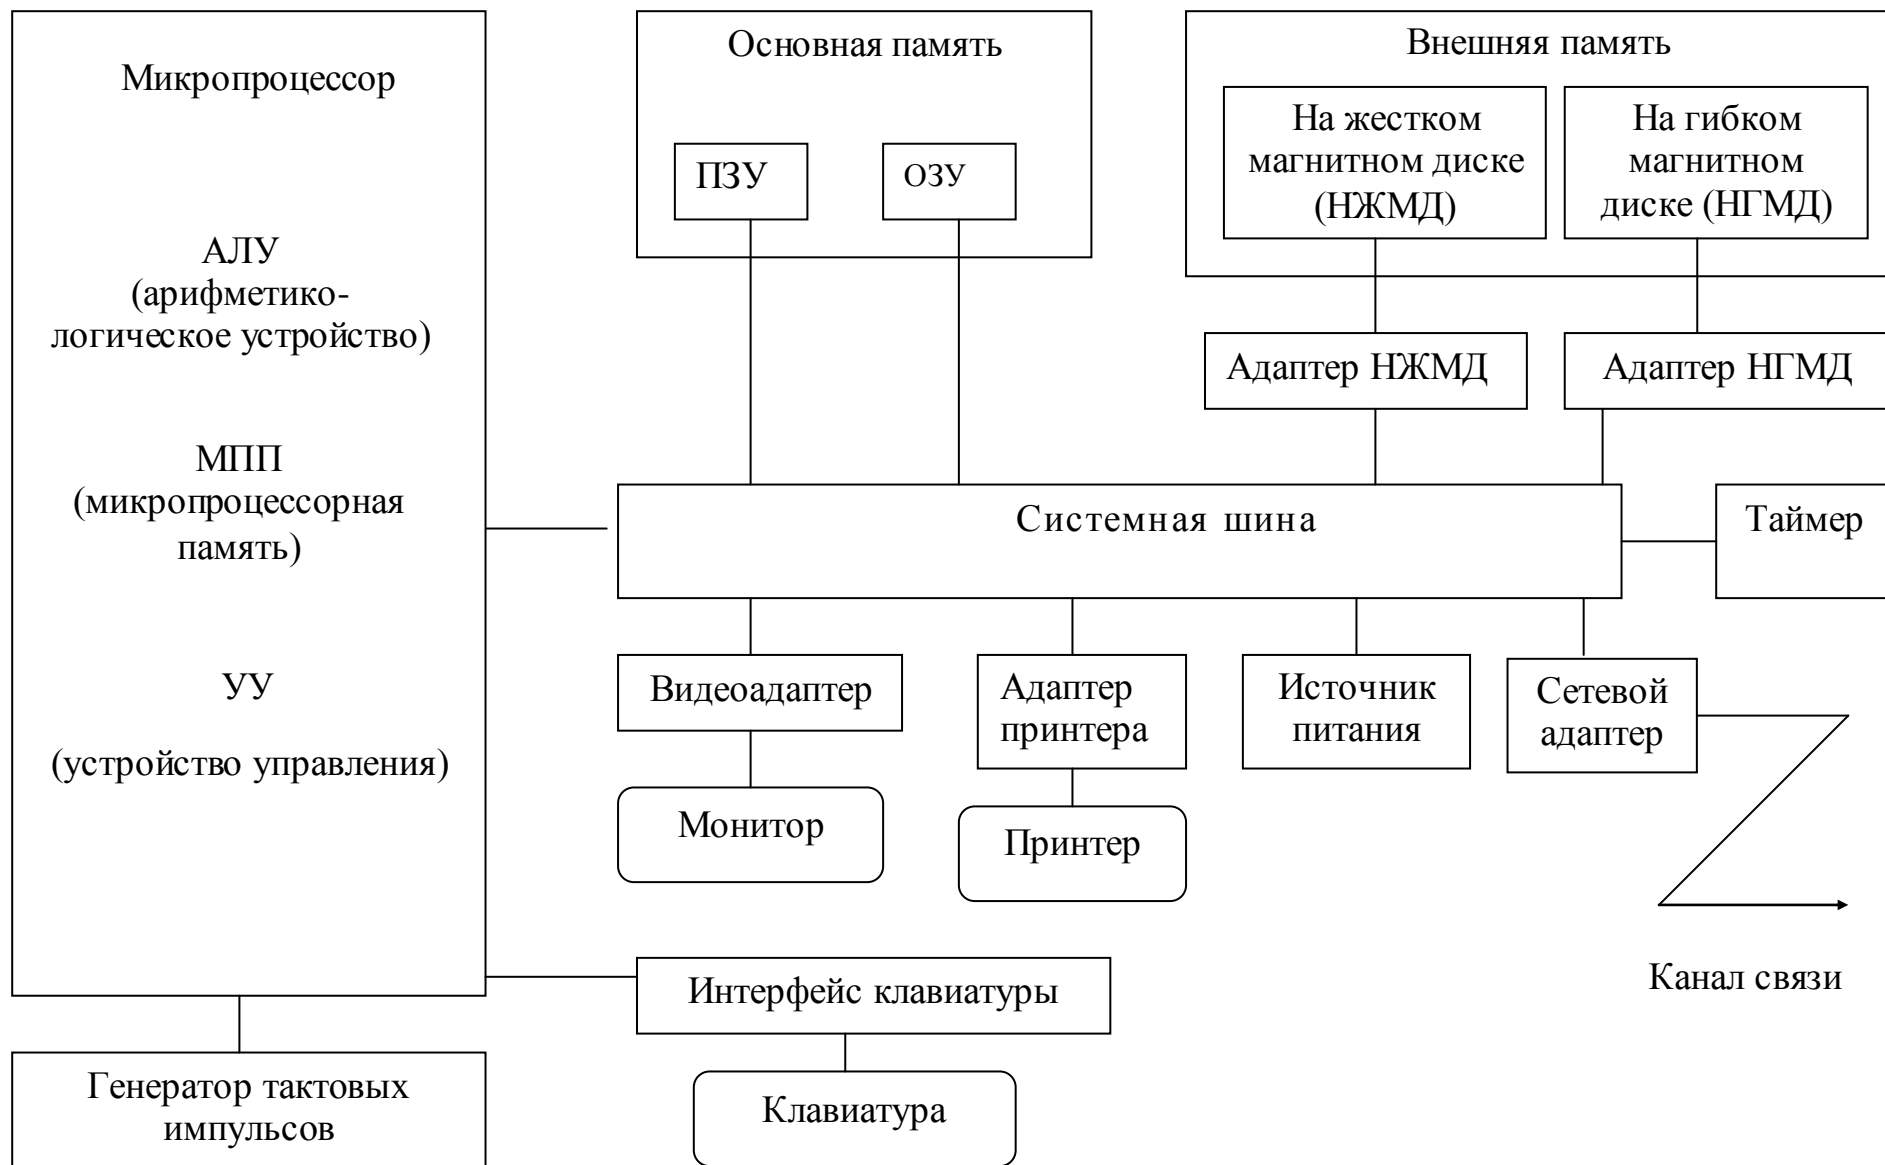 Микропроцессор
АЛУ
(арифметико-
логическое устройство)
МПП
(микропроцессорная
память)
УУ
(устройство управления)
Генератор тактовых
импульсов
Основная память
ПЗУ
ОЗУ
Внешняя память
На жестком
магнитном диске
(НЖМД)
На гибком
магнитном
диске (НГМД)
Адаптер НЖМД
Адаптер НГМД
Системная шина
Таймер
Видеоадаптер
Адаптер
принтера
Источник
питания
Сетевой
адаптер
Монитор
Принтер
Канал связи
Интерфейс клавиатуры
Клавиатура